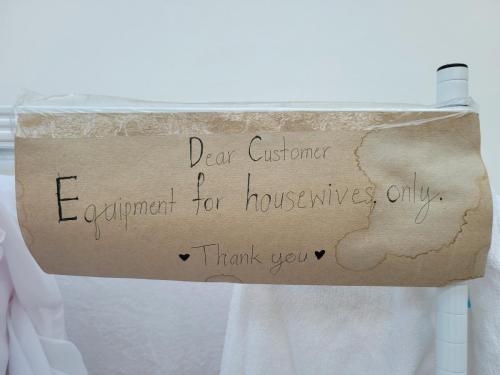 Dear Customer
Equipment for housewives only.
Thank you